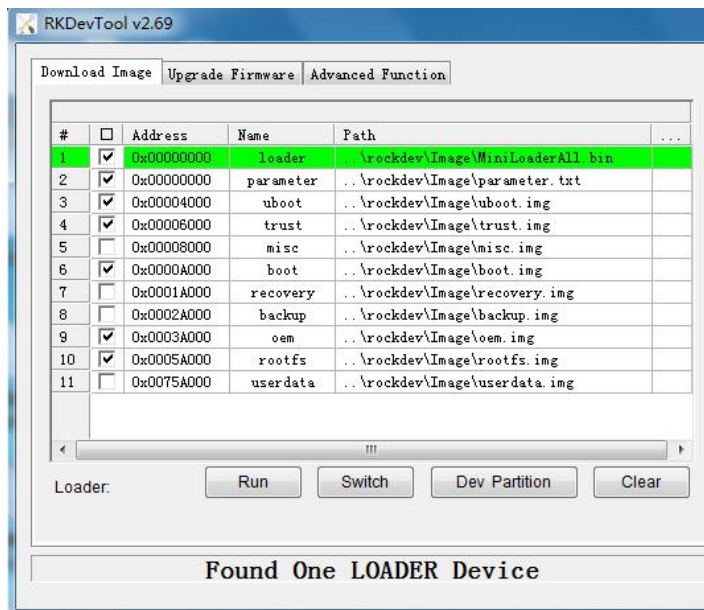 RKDevTool v2.69
Download Image Upgrade Firmware Advanced Function
# Address Name Path ...
1 0x00000000 loader ..\rockdev\Image\MiniLoaderAll.bin
2 0x00000000 parameter ..\rockdev\Image\parameter.txt
3 0x00004000 uboot ..\rockdev\Image\uboot.img
4 0x00006000 trust ..\rockdev\Image\trust.img
5 0x00008000 misc ..\rockdev\Image\misc.img
6 0x0000A000 boot ..\rockdev\Image\boot.img
7 0x0001A000 recovery ..\rockdev\Image\recovery.img
8 0x0002A000 backup ..\rockdev\Image\backup.img
9 0x0003A000 oem ..\rockdev\Image\oem.img
10 0x0005A000 rootfs ..\rockdev\Image\rootfs.img
11 0x0075A000 userdata ..\rockdev\Image\userdata.img
Loader: Run Switch Dev Partition Clear
Found One LOADER Device